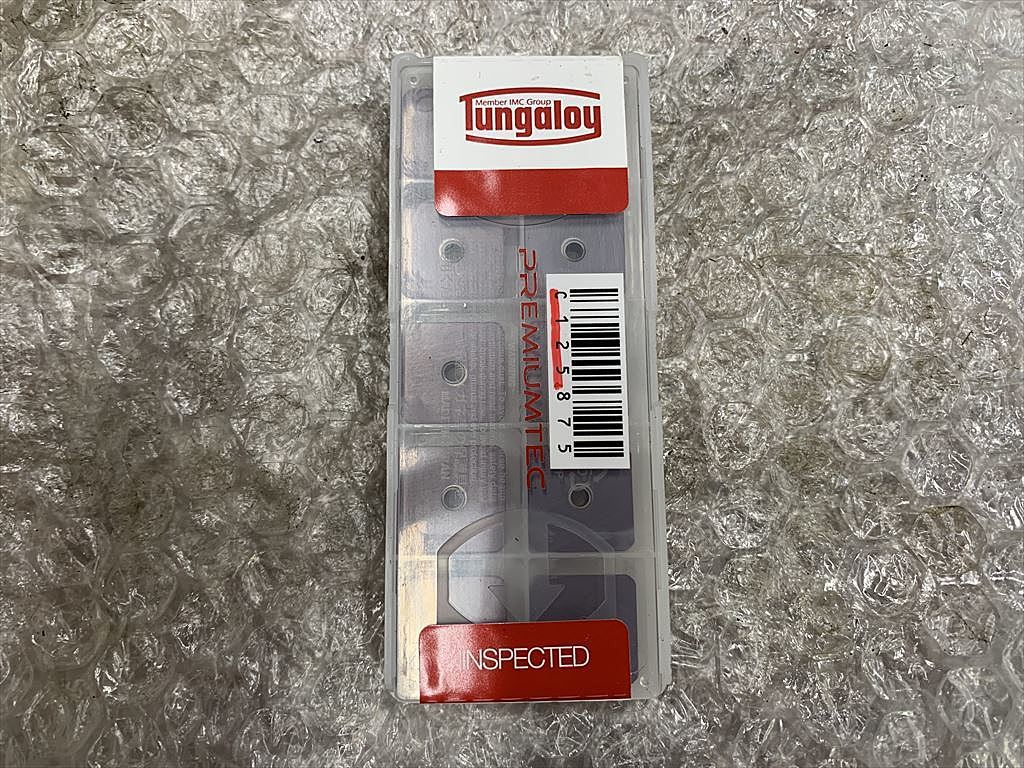 Member IMC Group
Tungaloy
PREMIUMTEC
C125875
INSPECTED